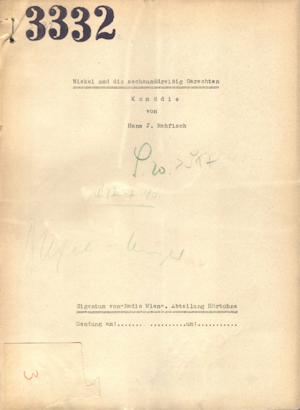 3332
Nickel und die sechsunddreißig Gerechten
Komödie
von
Hans J. Rehfisch
Eigentum von "Radio Wien", Abteilung Hörbühne
Sendung am:....... ..........um:...........
3